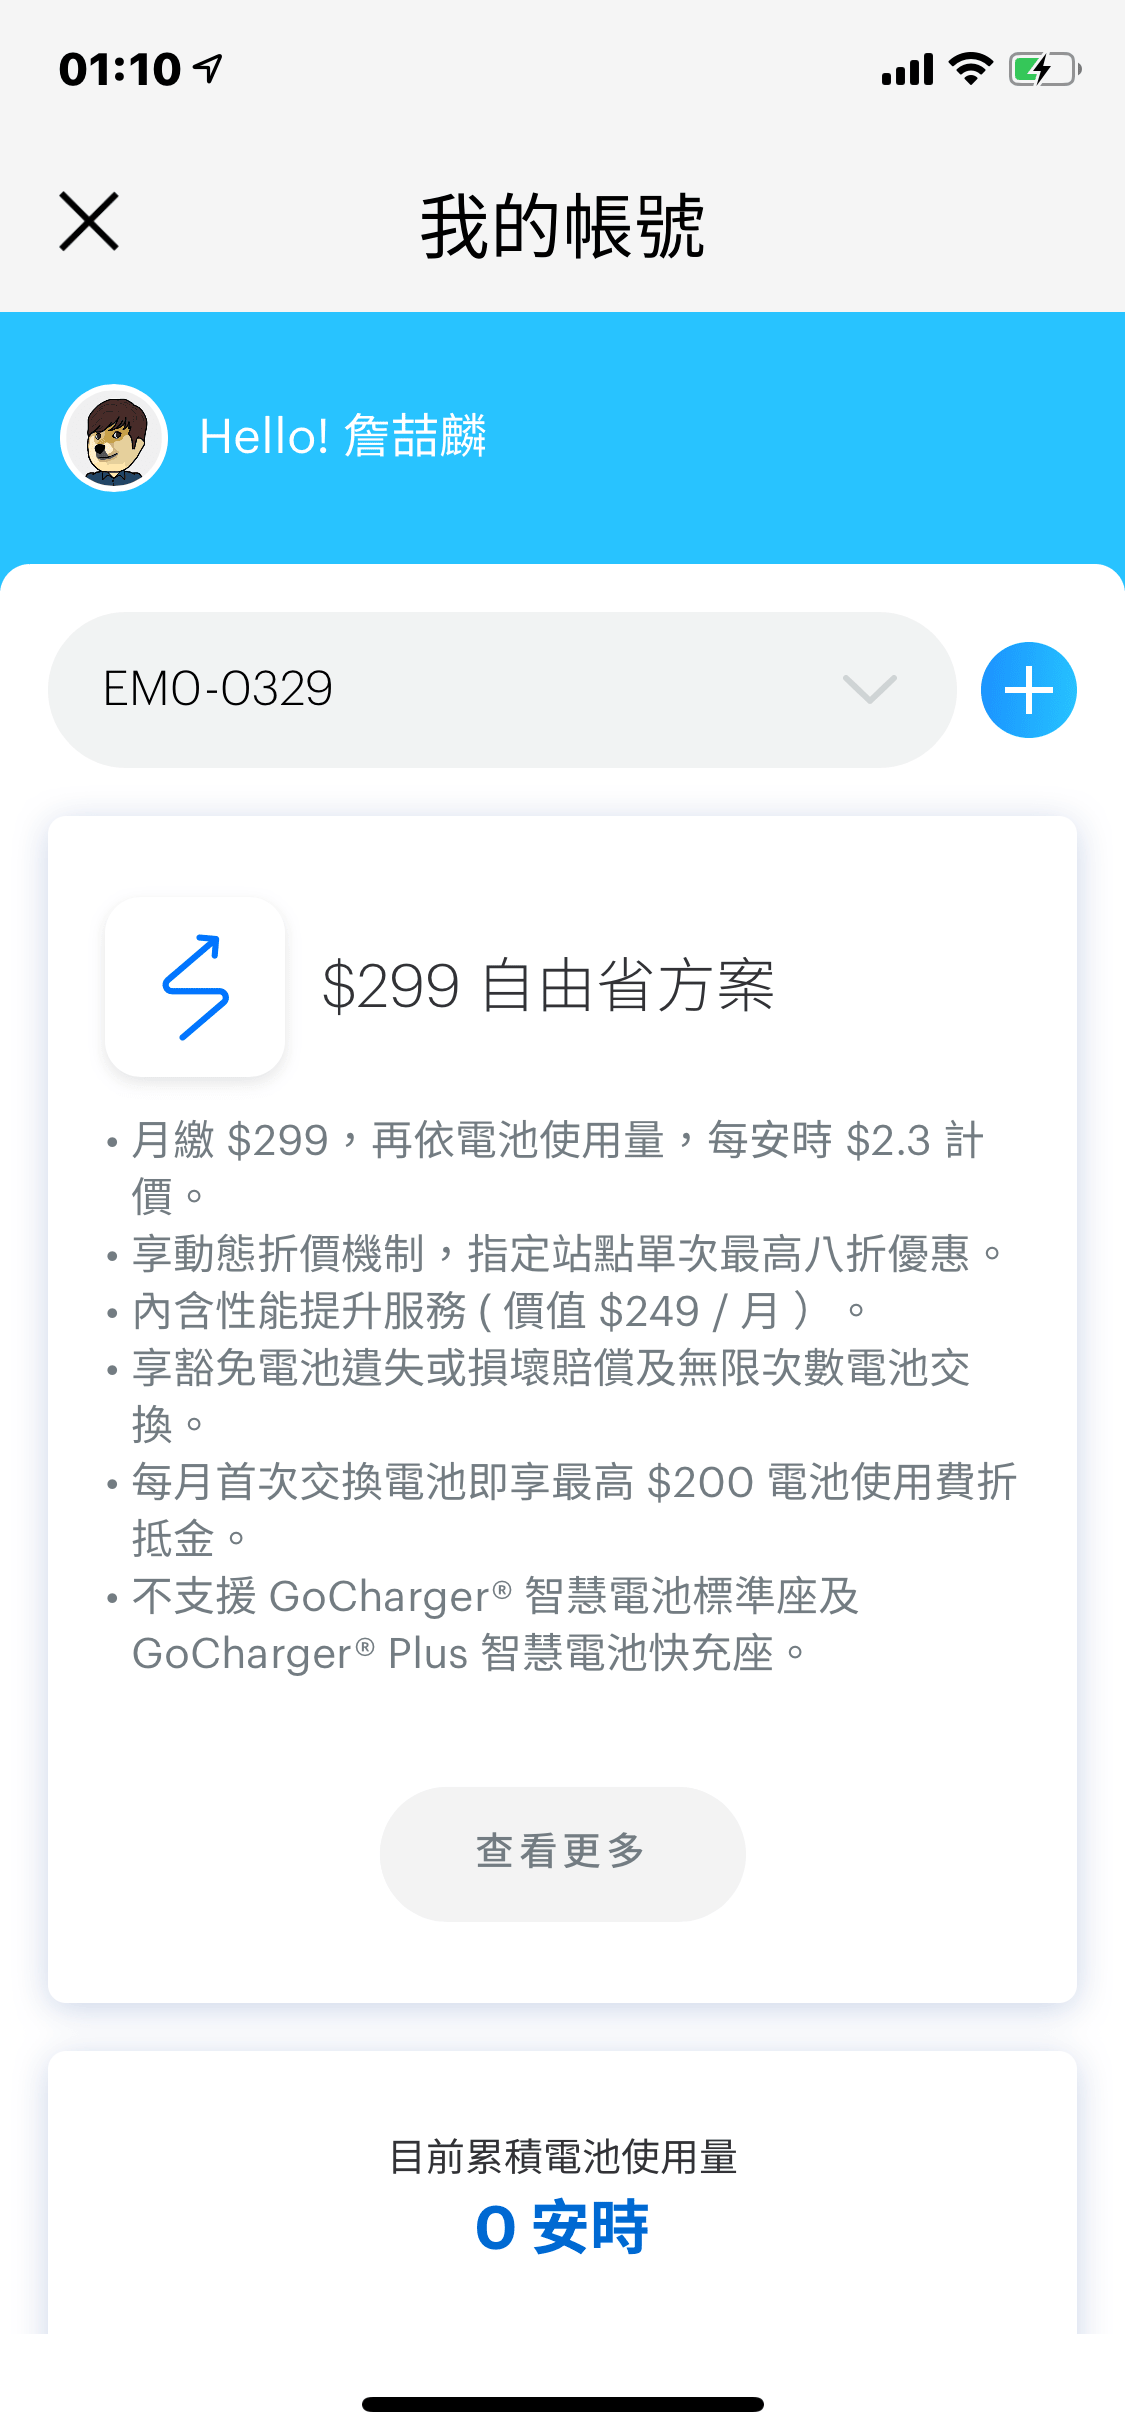 01:10
我的帳號
Hello! 詹喆麟
EMO-0329
$299 自由省方案
• 月繳 $299，再依電池使用量，每安時 $2.3 計
價。
• 享動態折價機制，指定站點單次最高八折優惠。
• 內含性能提升服務 ( 價值 $249 / 月 ）。
• 享豁免電池遺失或損壞賠償及無限次數電池交
換。
• 每月首次交換電池即享最高 $200 電池使用費折
抵金。
• 不支援 GoCharger® 智慧電池標準座及
GoCharger® Plus 智慧電池快充座。
查看更多
目前累積電池使用量
0 安時